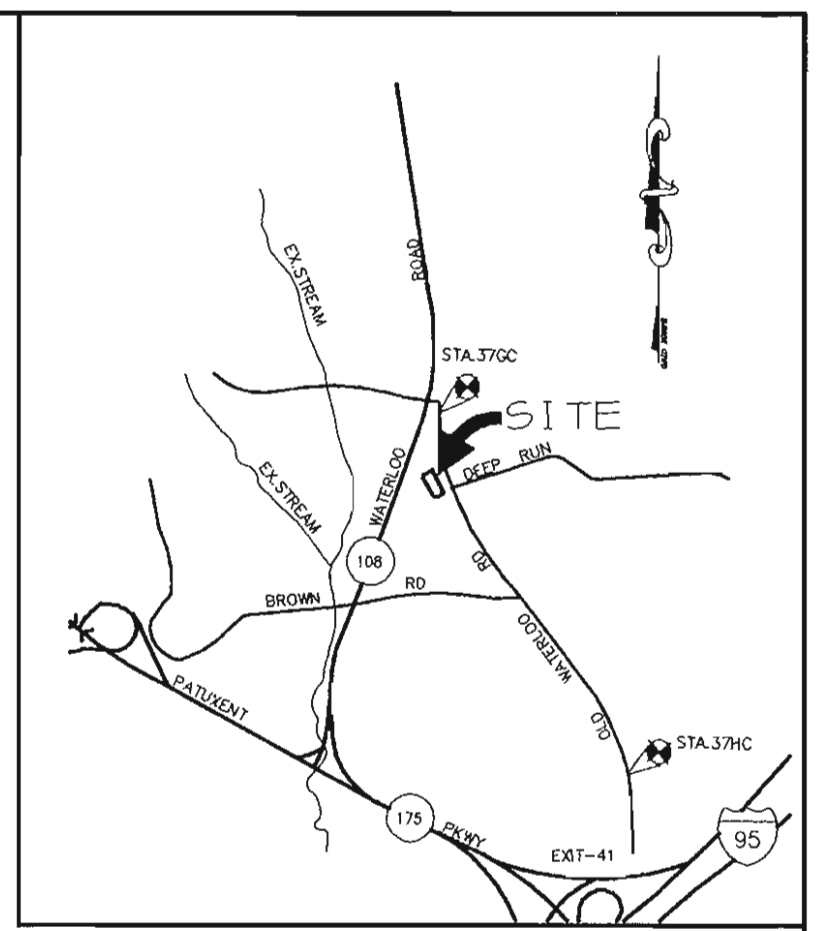 ROAD
EX.STREAM
STA.37GC
SITE
DEEP RUN
WATERLOO
EX.STREAM
108
BROWN RD
OLD WATERLOO RD
PATUXENT
STA.37HC
175
PKWY
EXIT-41
95